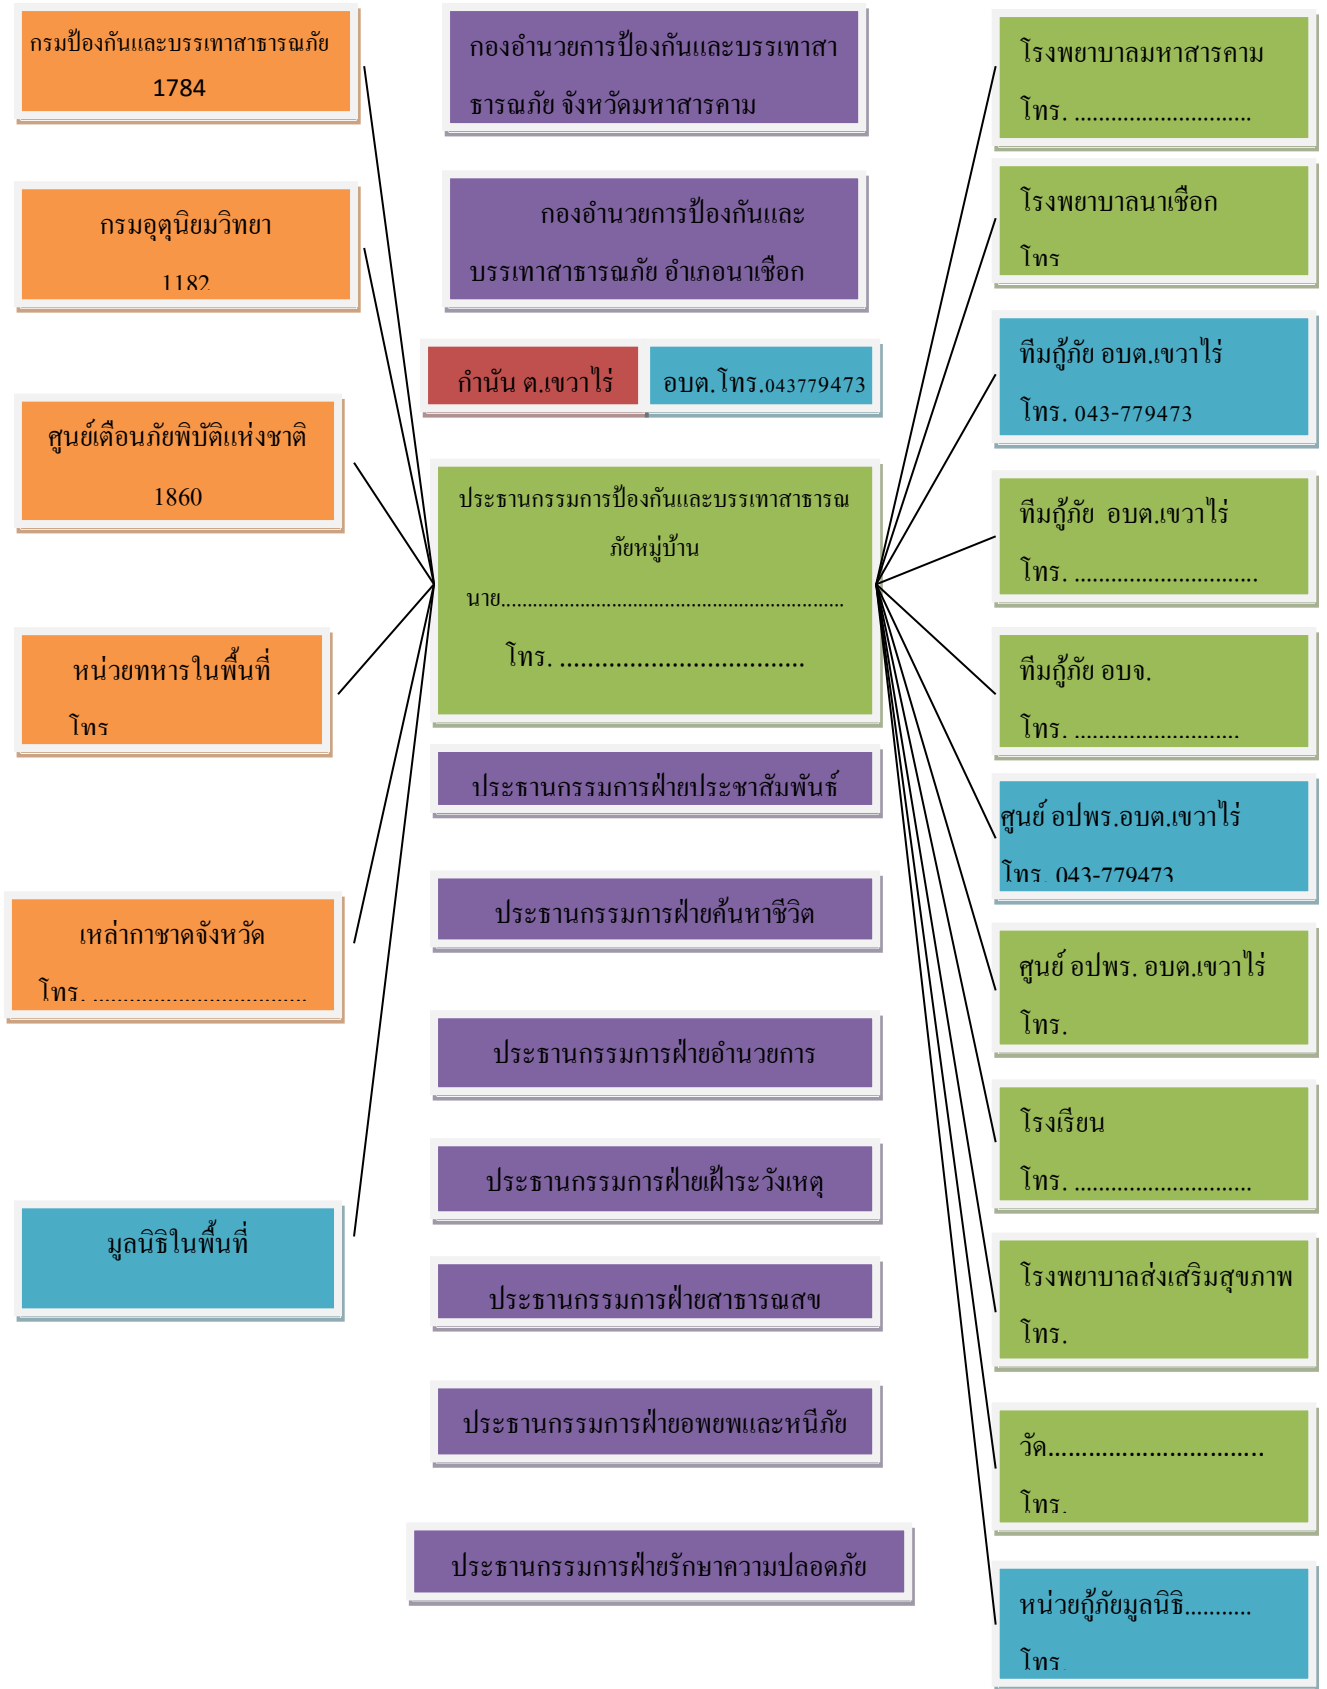 กรมป้องกันและบรรเทาสาธารณภัย
1784
กรมอุตุนิยมวิทยา
1182
ศูนย์เตือนภัยพิบัติแห่งชาติ
1860
หน่วยทหารในพื้นที่
โทร
เหล่ากาชาดจังหวัด
โทร. ...................................
มูลนิธิในพื้นที่
กองอำนวยการป้องกันและบรรเทาสา
ธารณภัย จังหวัดมหาสารคาม
กองอำนวยการป้องกันและ
บรรเทาสาธารณภัย อำเภอนาเชือก
กำนัน ต.เขวาไร่
อบต.โทร.043779473
ประธานกรรมการป้องกันและบรรเทาสาธารณ
ภัยหมู่บ้าน
นาย.................................................................
โทร. ...................................
ประธานกรรมการฝ่ายประชาสัมพันธ์
ประธานกรรมการฝ่ายค้นหาชีวิต
ประธานกรรมการฝ่ายอำนวยการ
ประธานกรรมการฝ่ายเฝ้าระวังเหตุ
ประธานกรรมการฝ่ายสาธารณสข
ประธานกรรมการฝ่ายอพยพและหนีภัย
ประธานกรรมการฝ่ายรักษาความปลอดภัย
โรงพยาบาลมหาสารคาม
โทร. .............................
โรงพยาบาลนาเชือก
โทร
ทีมกู้ภัย อบต.เขวาไร่
โทร. 043-779473
ทีมกู้ภัย อบต.เขวาไร่
โทร. ..............................
ทีมกู้ภัย อบจ.
โทร. ...........................
ศูนย์ อปพร.อบต.เขวาไร่
โทร. 043-779473
ศูนย์ อปพร. อบต.เขวาไร่
โทร.
โรงเรียน
โทร. .............................
โรงพยาบาลส่งเสริมสุขภาพ
โทร.
วัด................................
โทร.
หน่วยกู้ภัยมูลนิธิ...........
โทร.